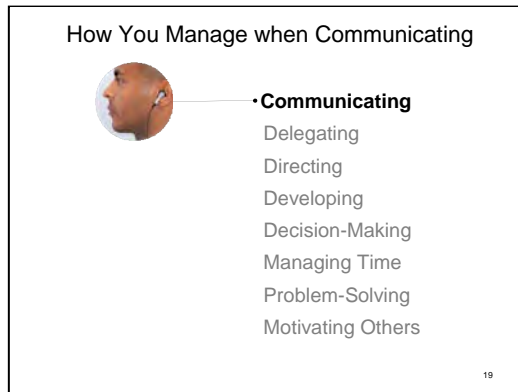 How You Manage when Communicating
•Communicating
Delegating
Directing
Developing
Decision-Making
Managing Time
Problem-Solving
Motivating Others
19